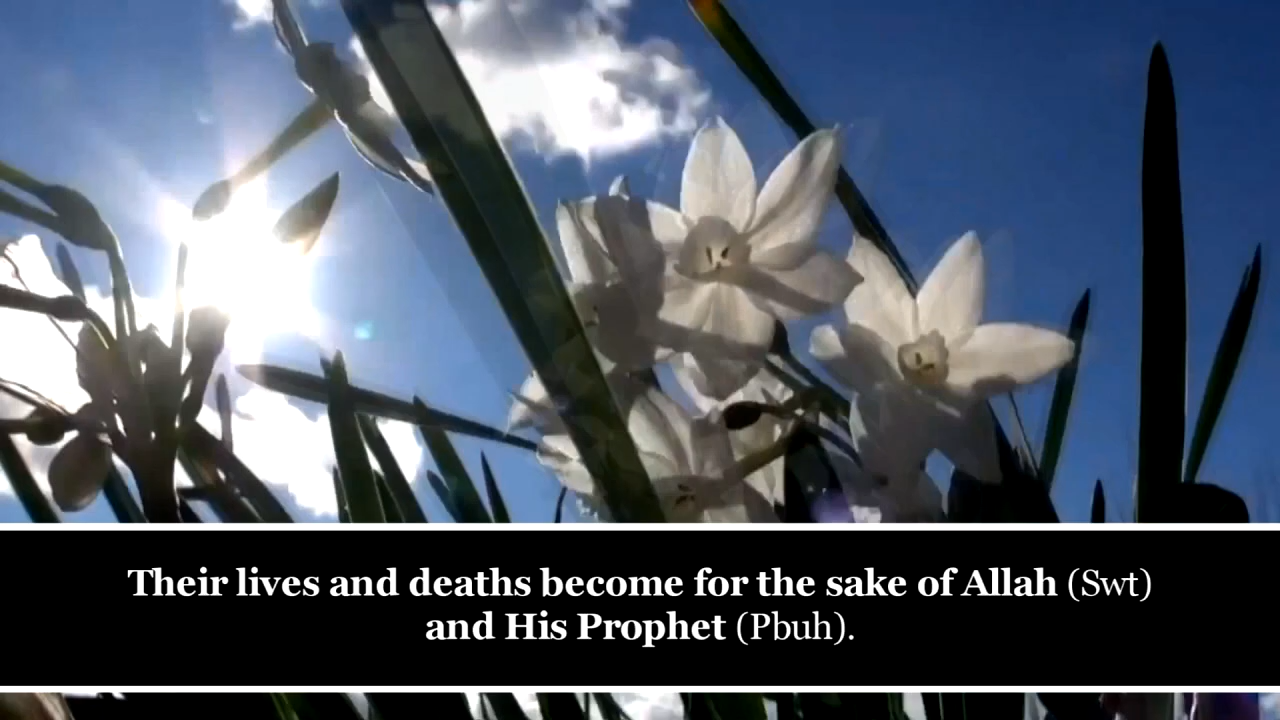 Their lives and deaths become for the sake of Allah (Swt)
and His Prophet (Pbuh).